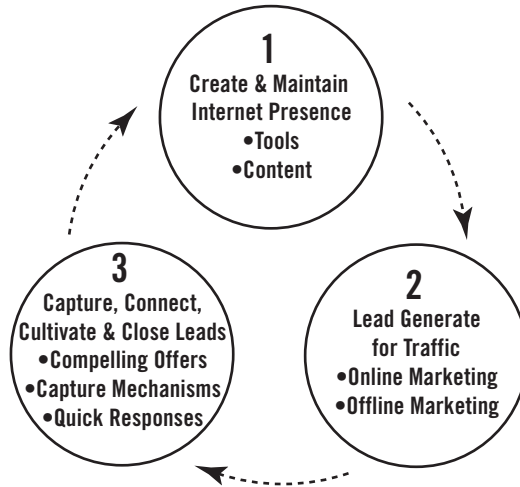 1
Create & Maintain
Internet Presence
•Tools
•Content
2
Lead Generate
for Traffic
•Online Marketing
•Offline Marketing
3
Capture, Connect,
Cultivate & Close Leads
•Compelling Offers
•Capture Mechanisms
•Quick Responses